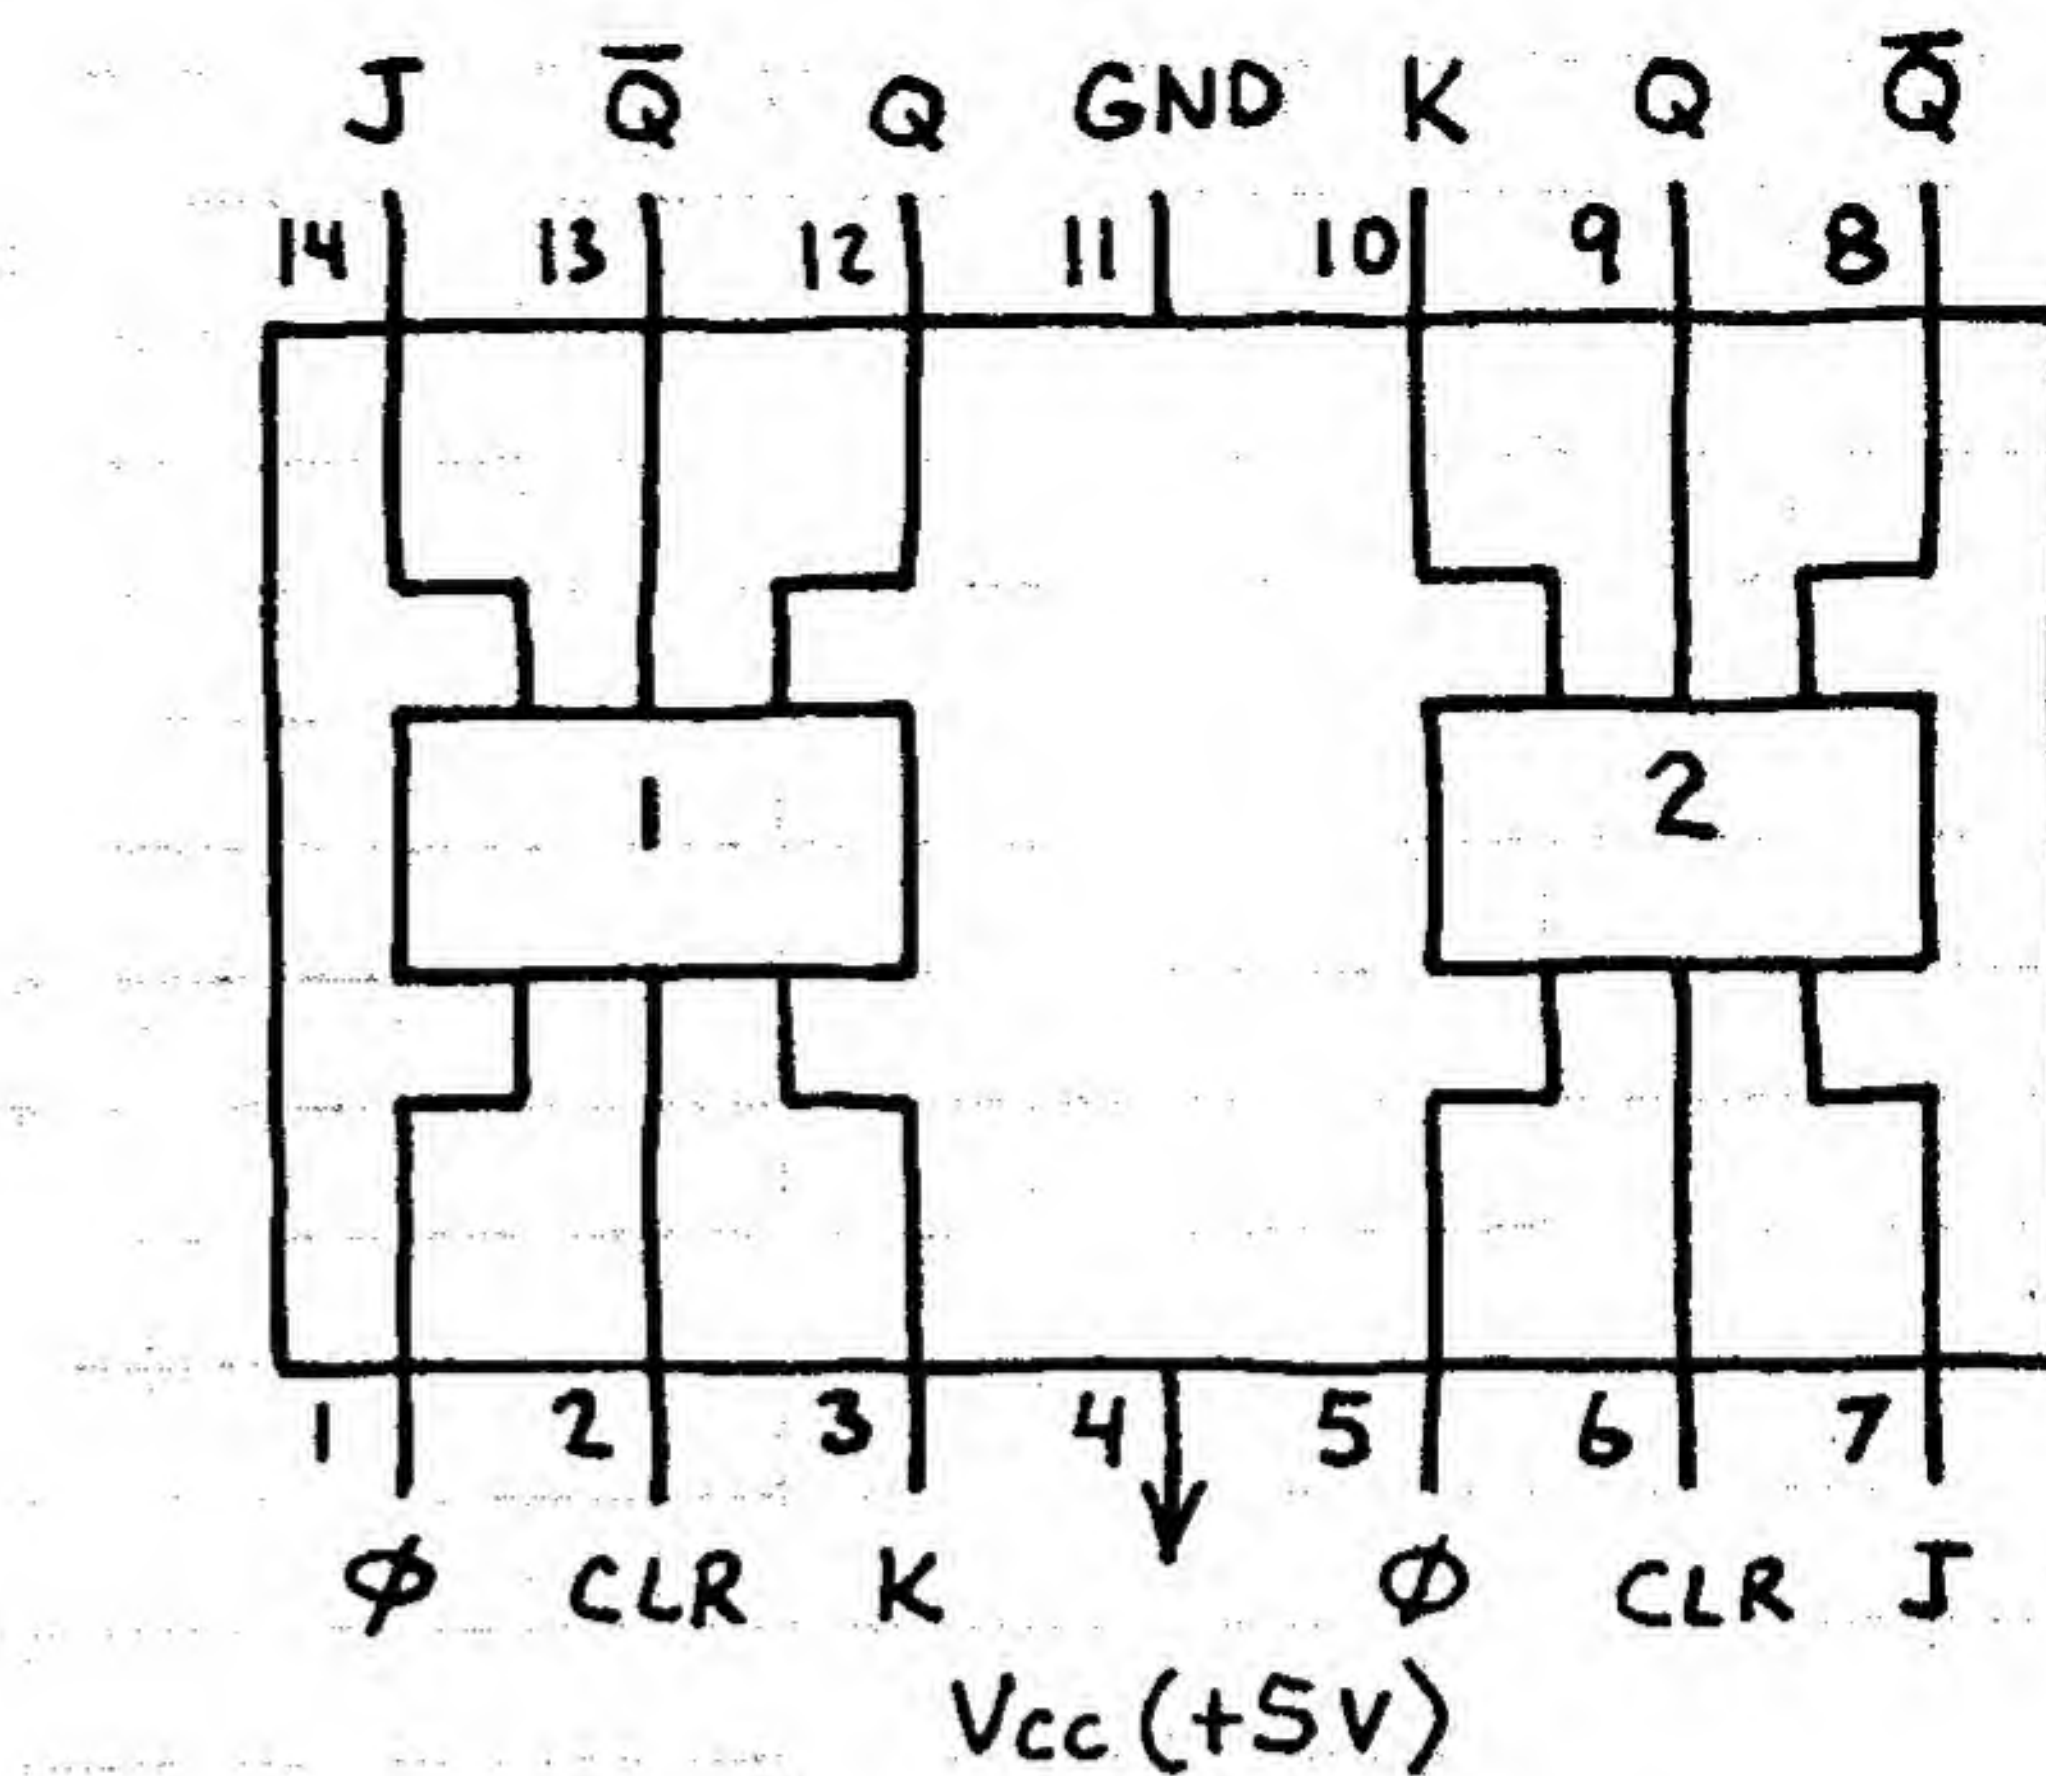 J Q̅ Q GND K Q Q̅
14 13 12 11 10 9 8
1 2
1 2 3 4 5 6 7
ϕ CLR K ϕ CLR J
Vcc (+5V)